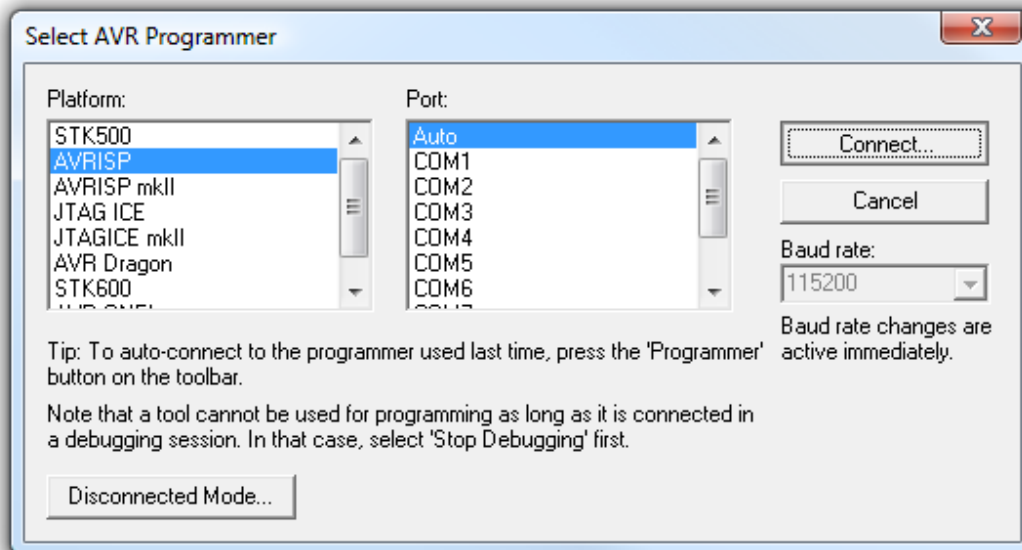 Select AVR Programmer
Platform:
Port:
STK500
AVRISP
AVRISP mkII
JTAG ICE
JTAGICE mkII
AVR Dragon
STK600
Auto
COM1
COM2
COM3
COM4
COM5
COM6
Connect...
Cancel
Baud rate:
115200
Baud rate changes are
active immediately.
Tip: To auto-connect to the programmer used last time, press the 'Programmer'
button on the toolbar.
Note that a tool cannot be used for programming as long as it is connected in
a debugging session. In that case, select 'Stop Debugging' first.
Disconnected Mode...